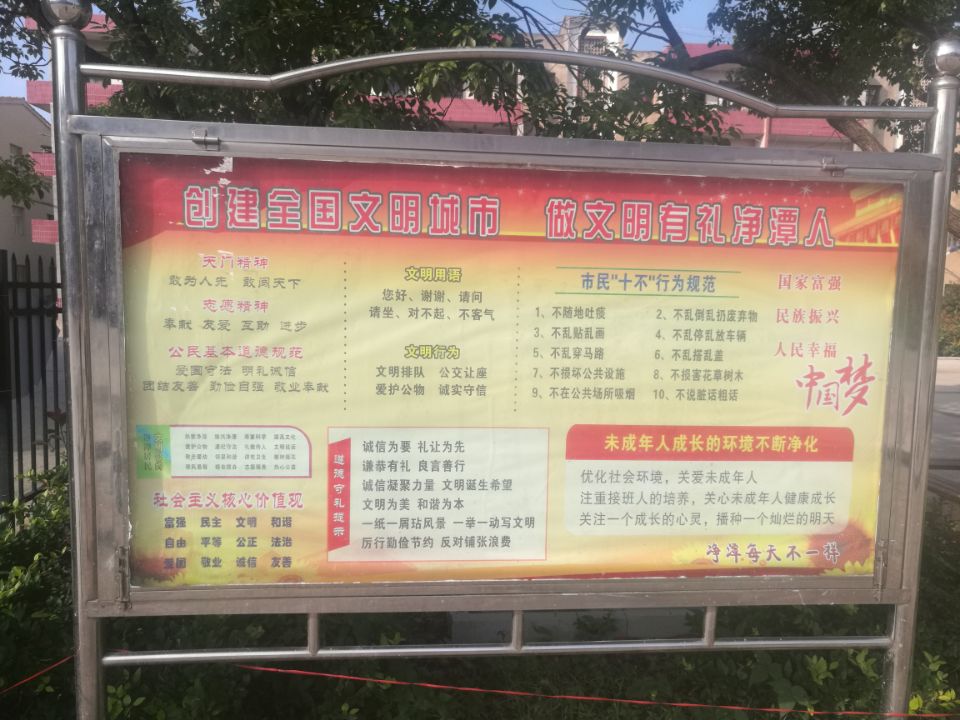 创建全国文明城市 做文明有礼净潭人
天门精神
敢为人先 敢闯天下
志愿精神
奉献 友爱 互助 进步
公民基本道德规范
爱国守法 明礼诚信
团结友善 勤俭自强 敬业奉献
文明用语
您好、谢谢、请问
请坐、对不起、不客气
文明行为
文明排队 公交让座
爱护公物 诚实守信
市民"十不"行为规范
1、不随地吐痰 2、不乱倒乱扔废弃物
3、不乱贴乱画 4、不乱停乱放车辆
5、不乱穿马路 6、不乱搭乱盖
7、不损坏公共设施 8、不损害花草树木
9、不在公共场所吸烟 10、不说脏话粗话
国家富强
民族振兴
人民幸福
中国梦
社会主义核心价值观
富强 民主 文明 和谐
自由 平等 公正 法治
爱国 敬业 诚信 友善
道德守礼提示
诚信为要 礼让为先
谦恭有礼 良言善行
诚信凝聚力量 文明诞生希望
文明为美 和谐为本
一纸一屑玷风景 一举一动写文明
厉行勤俭节约 反对铺张浪费
未成年人成长的环境不断净化
优化社会环境，关爱未成年人
注重接班人的培养，关心未成年人健康成长
关注一个成长的心灵，播种一个灿烂的明天
净潭每天不一样